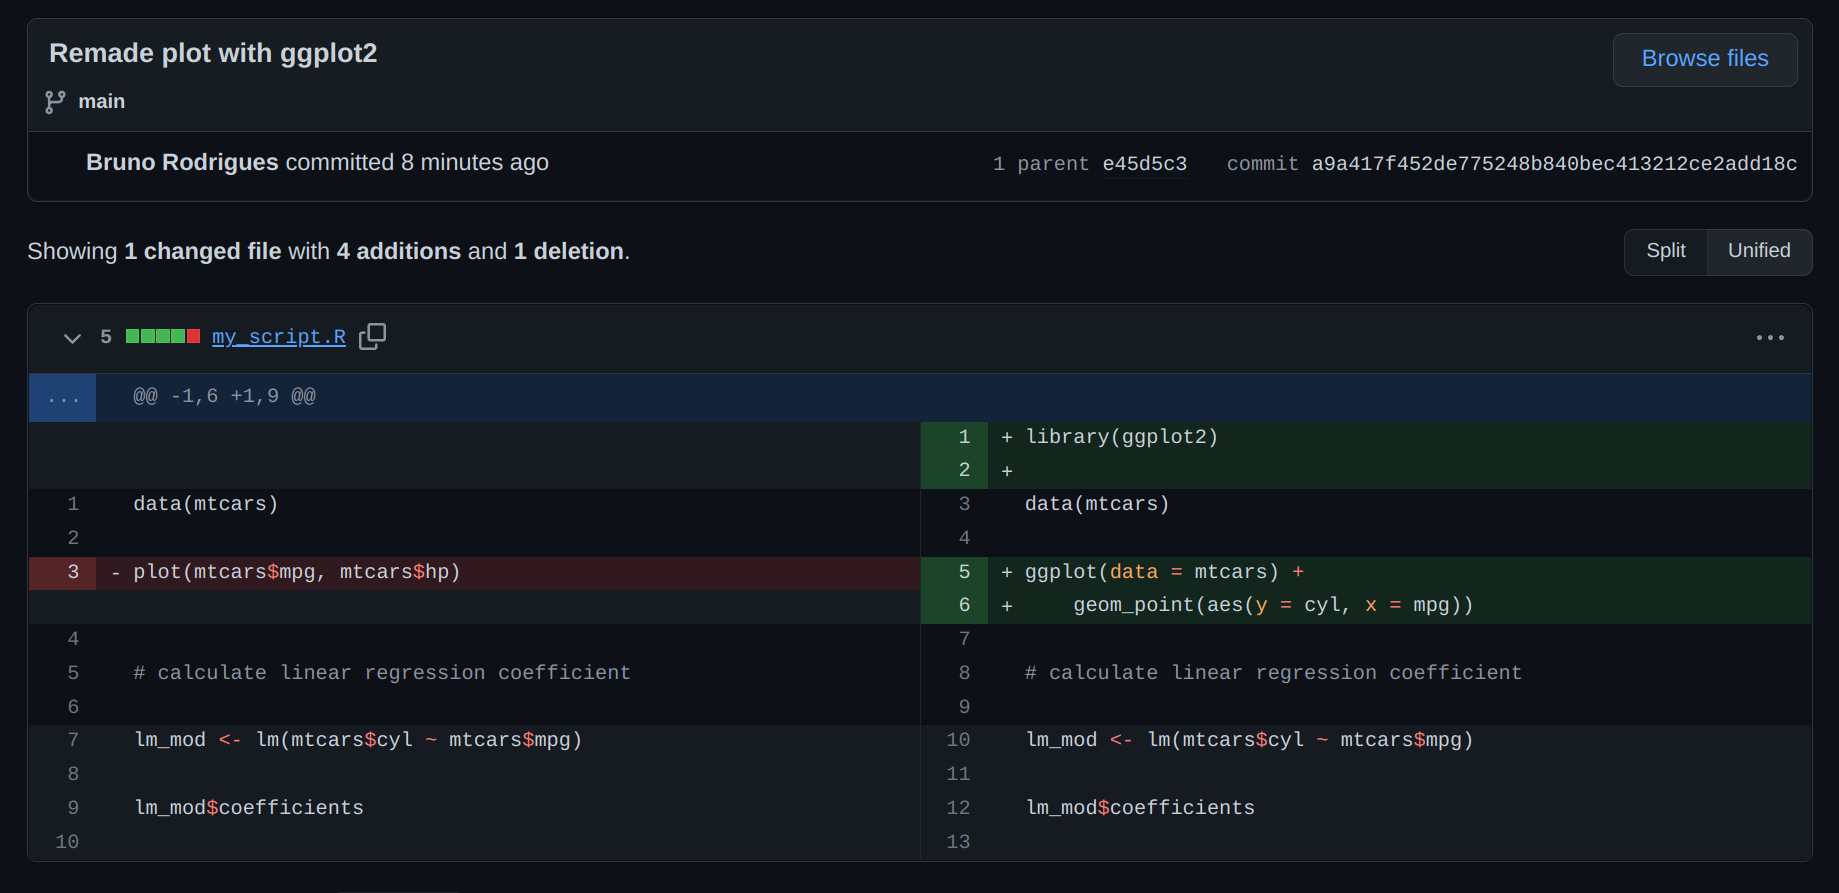 Remade plot with ggplot2
Browse files
main
Bruno Rodrigues committed 8 minutes ago
1 parent e45d5c3 commit a9a417f452de775248b840bec413212ce2add18c
Showing 1 changed file with 4 additions and 1 deletion.
Split Unified
5 my_script.R
... @@ -1,6 +1,9 @@
1 + library(ggplot2)
2 +
1 data(mtcars) 3 data(mtcars)
2 4
3 - plot(mtcars$mpg, mtcars$hp) 5 + ggplot(data = mtcars) +
6 + geom_point(aes(y = cyl, x = mpg))
4 7
5 # calculate linear regression coefficient 8 # calculate linear regression coefficient
6 9
7 lm_mod <- lm(mtcars$cyl ~ mtcars$mpg) 10 lm_mod <- lm(mtcars$cyl ~ mtcars$mpg)
8 11
9 lm_mod$coefficients 12 lm_mod$coefficients
10 13